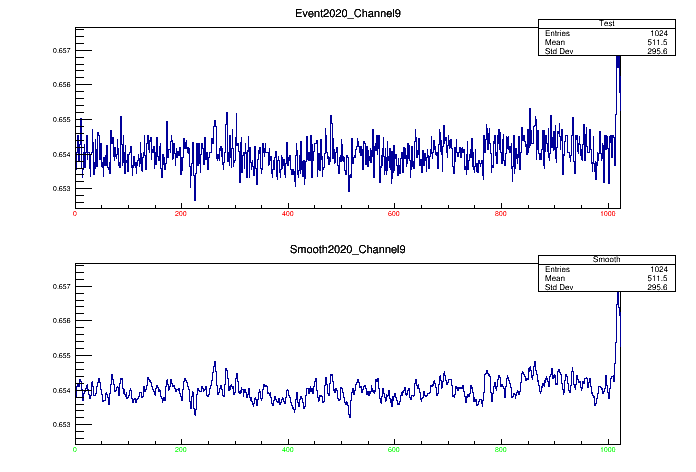 Event2020_Channel9
Test
Entries 1024
Mean 511.5
Std Dev 295.6
0.657
0.656
0.655
0.654
0.653
0 200 400 600 800 1000
Smooth2020_Channel9
Smooth
Entries 1024
Mean 511.5
Std Dev 295.6
0.657
0.656
0.655
0.654
0.653
0 200 400 600 800 1000